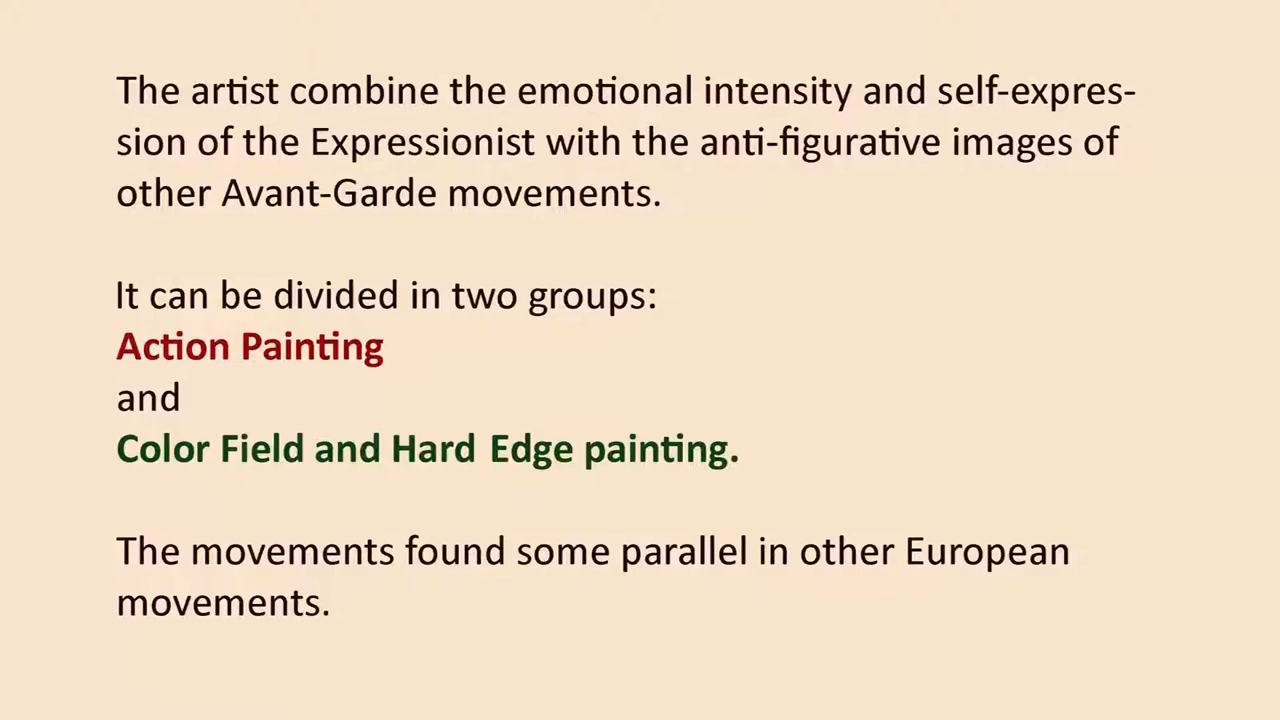 The artist combine the emotional intensity and self-expres-
sion of the Expressionist with the anti-figurative images of
other Avant-Garde movements.
It can be divided in two groups:
Action Painting
and
Color Field and Hard Edge painting.
The movements found some parallel in other European
movements.